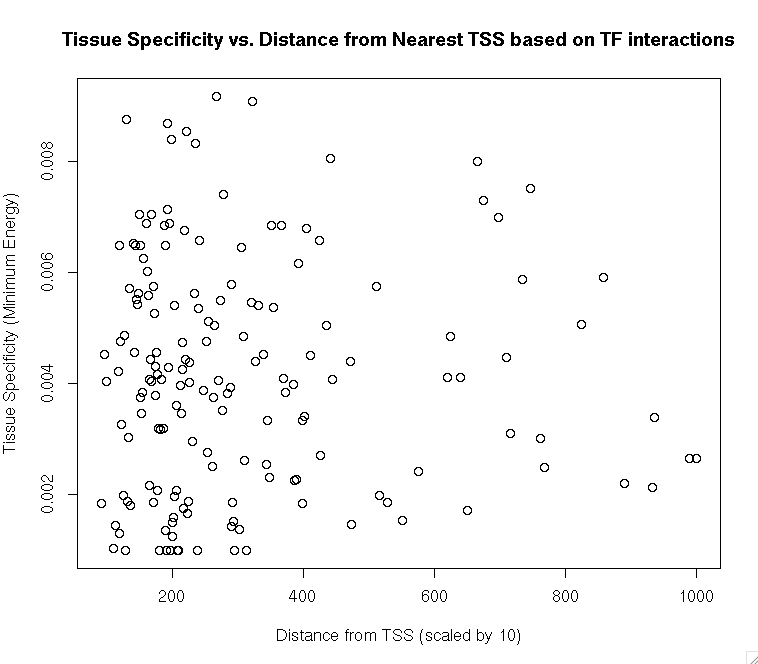 Tissue Specificity vs. Distance from Nearest TSS based on TF interactions
Tissue Specificity (Minimum Energy)
0.008
0.006
0.004
0.002
200 400 600 800 1000
Distance from TSS (scaled by 10)